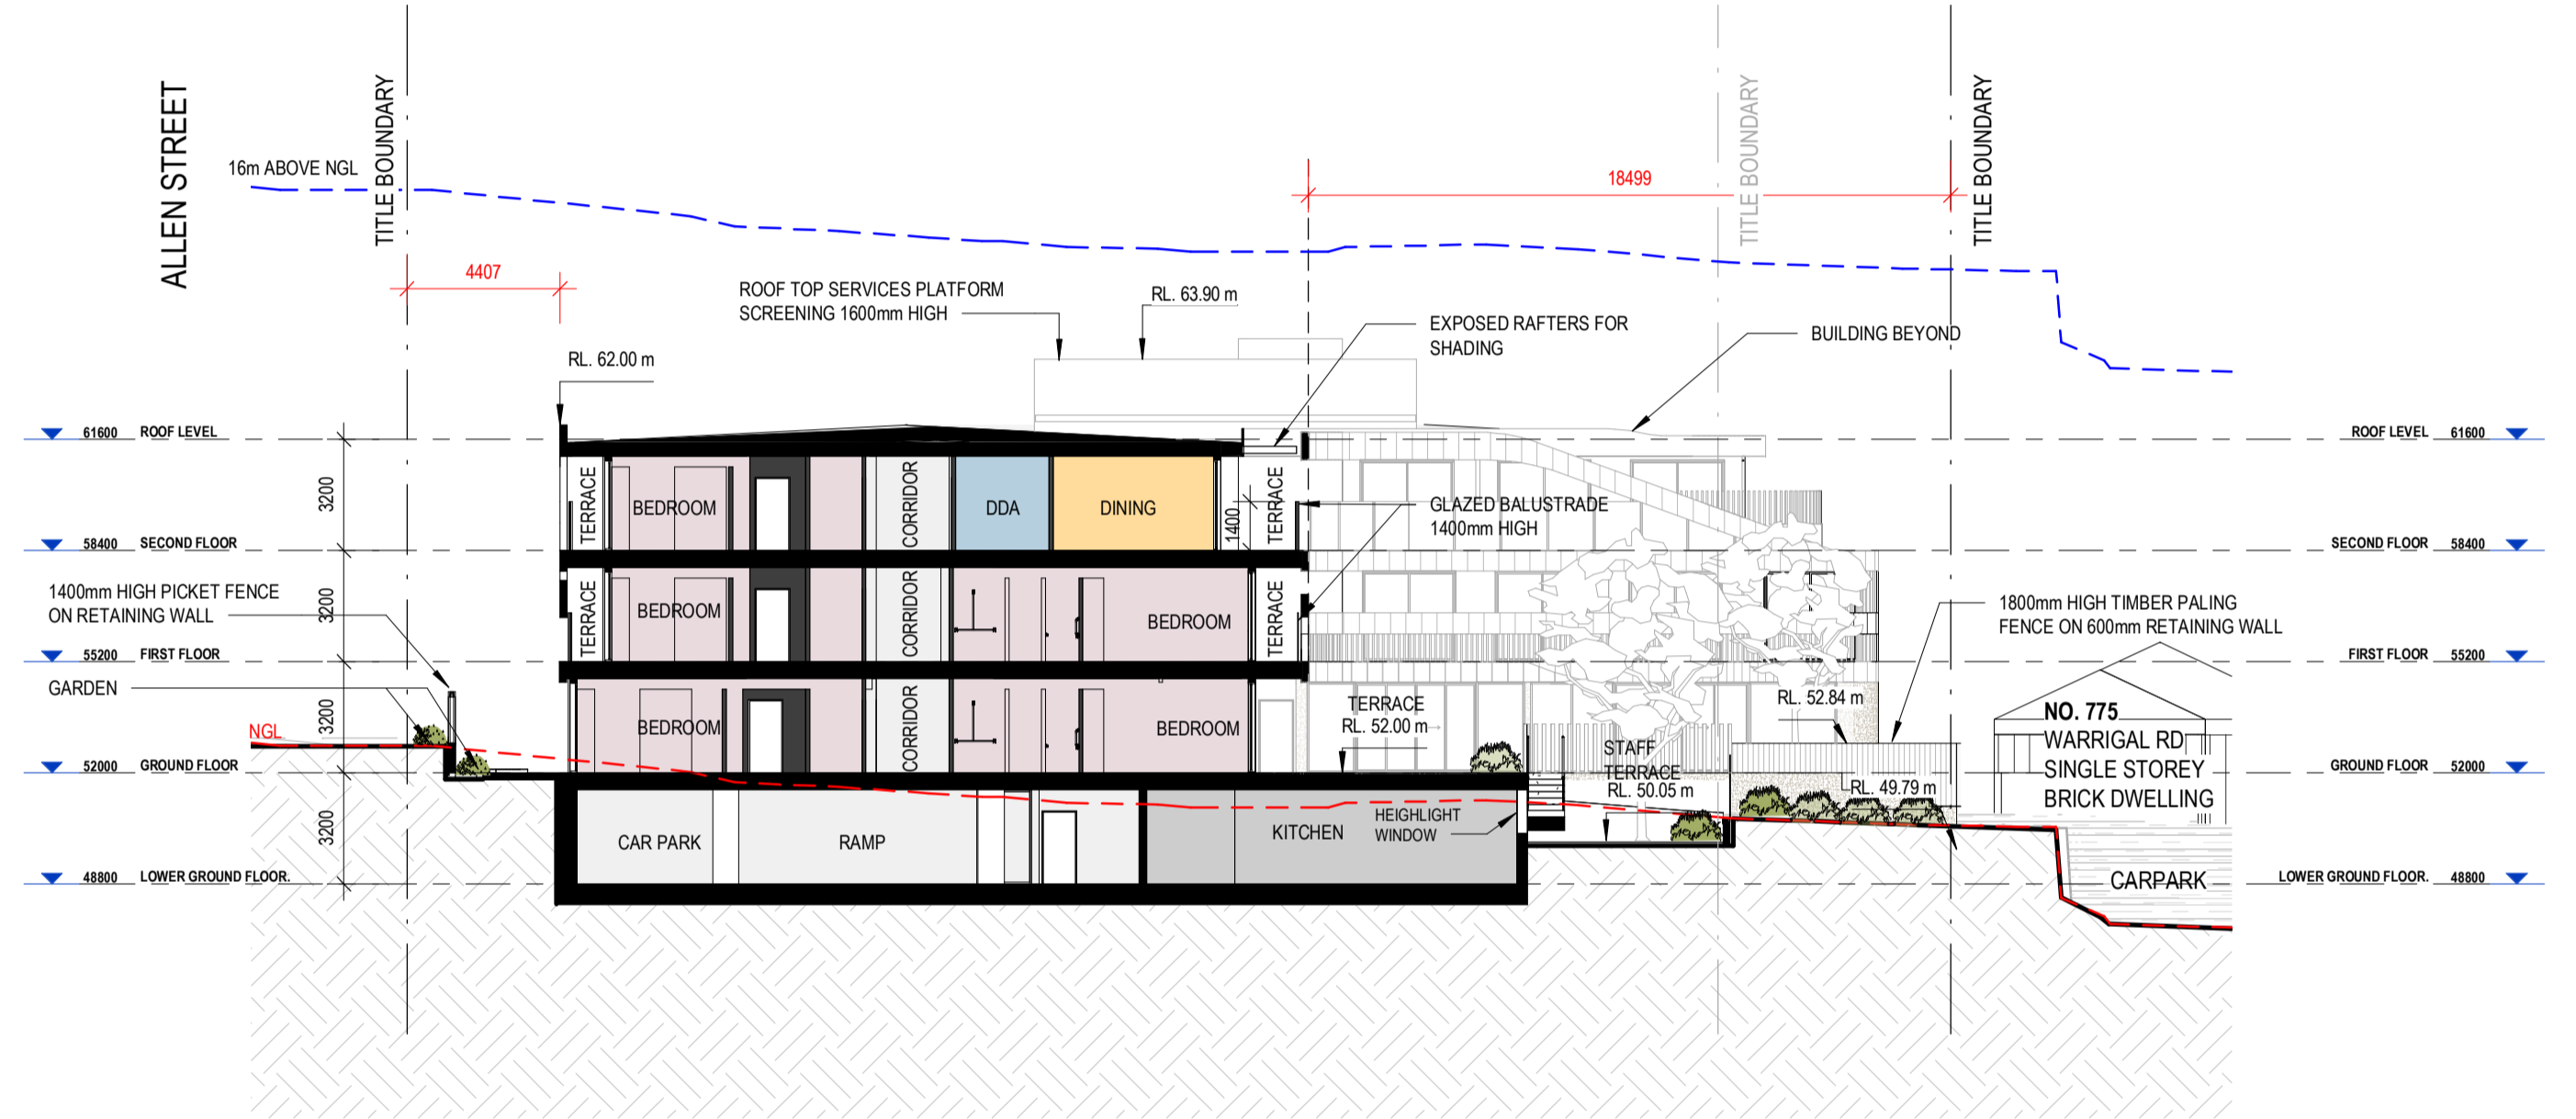 ALLEN STREET
16m ABOVE NGL
TITLE BOUNDARY
TITLE BOUNDARY
TITLE BOUNDARY
18499
4407
ROOF TOP SERVICES PLATFORM
SCREENING 1600mm HIGH
RL. 63.90 m
EXPOSED RAFTERS FOR
SHADING
BUILDING BEYOND
RL. 62.00 m
61600 ROOF LEVEL
ROOF LEVEL 61600
3200
TERRACE
BEDROOM
CORRIDOR
DDA
DINING
1400
TERRACE
GLAZED BALUSTRADE
1400mm HIGH
58400 SECOND FLOOR
SECOND FLOOR 58400
1400mm HIGH PICKET FENCE
ON RETAINING WALL
3200
TERRACE
BEDROOM
CORRIDOR
BEDROOM
TERRACE
1800mm HIGH TIMBER PALING
FENCE ON 600mm RETAINING WALL
55200 FIRST FLOOR
FIRST FLOOR 55200
GARDEN
3200
BEDROOM
CORRIDOR
BEDROOM
TERRACE
RL. 52.00 m
RL. 52.84 m
NGL
NO. 775
WARRIGAL RD
SINGLE STOREY
BRICK DWELLING
STAFF
TERRACE
RL. 50.05 m
RL. 49.79 m
52000 GROUND FLOOR
GROUND FLOOR 52000
3200
CAR PARK
RAMP
KITCHEN
HEIGHLIGHT
WINDOW
CARPARK
48800 LOWER GROUND FLOOR.
LOWER GROUND FLOOR. 48800